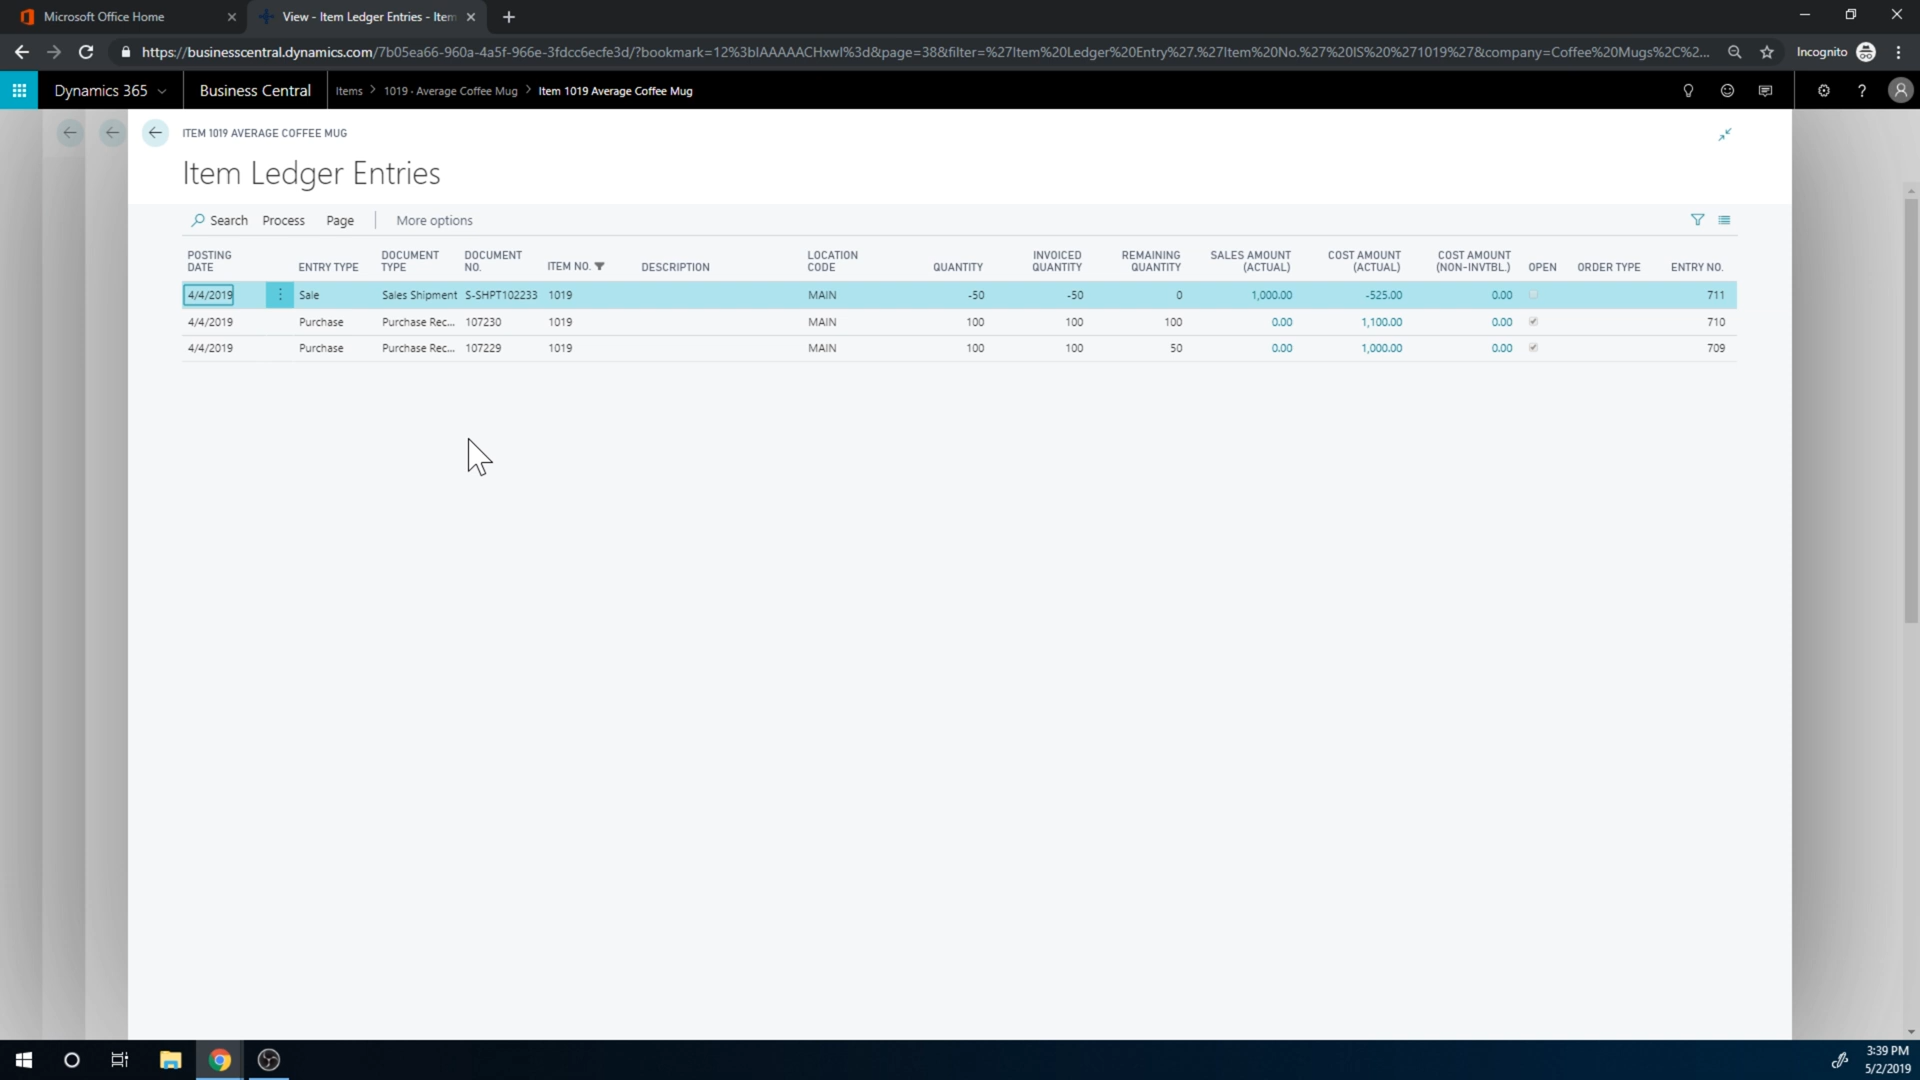 Microsoft Office Home
View - Item Ledger Entries - Item
https://businesscentral.dynamics.com/7b05ea66-960a-4a5f-966e-3fdcc6ecfe3d/?bookmark=12%3bIAAAAACHxwI%3d&page=38&filter=%27Item%20Ledger%20Entry%27.%27Item%20No.%27%20IS%20%271019%27&company=Coffee%20Mugs%2C%2...
Incognito
Dynamics 365
Business Central
Items > 1019 · Average Coffee Mug > Item 1019 Average Coffee Mug
ITEM 1019 AVERAGE COFFEE MUG
Item Ledger Entries
Search Process Page More options
POSTING DATE ENTRY TYPE DOCUMENT TYPE DOCUMENT NO. ITEM NO. DESCRIPTION LOCATION CODE QUANTITY INVOICED QUANTITY REMAINING QUANTITY SALES AMOUNT (ACTUAL) COST AMOUNT (ACTUAL) COST AMOUNT (NON-INVTBL.) OPEN ORDER TYPE ENTRY NO.
4/4/2019 Sale Sales Shipment S-SHPT102233 1019 MAIN -50 -50 0 1,000.00 -525.00 0.00 711
4/4/2019 Purchase Purchase Rec... 107230 1019 MAIN 100 100 100 0.00 1,100.00 0.00 710
4/4/2019 Purchase Purchase Rec... 107229 1019 MAIN 100 100 50 0.00 1,000.00 0.00 709
3:39 PM
5/2/2019